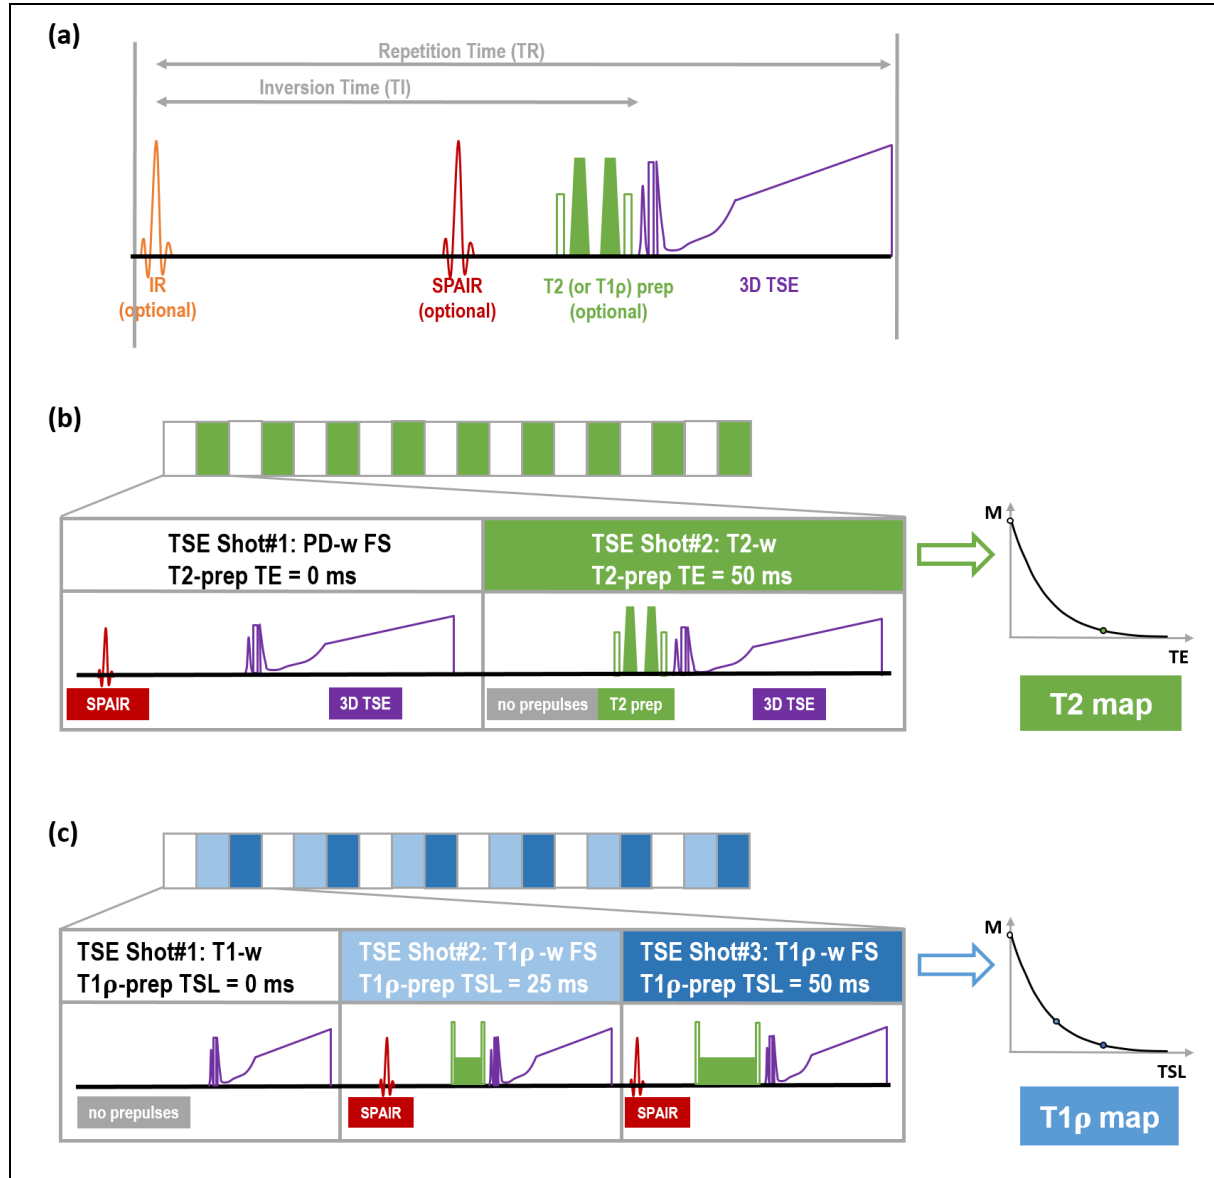 (a)
Repetition Time (TR)
Inversion Time (TI)
IR
(optional)
SPAIR
(optional)
T2 (or T1ρ) prep
(optional)
3D TSE
(b)
TSE Shot#1: PD-w FS
T2-prep TE = 0 ms
TSE Shot#2: T2-w
T2-prep TE = 50 ms
SPAIR
3D TSE
no prepulses
T2 prep
3D TSE
M
TE
T2 map
(c)
TSE Shot#1: T1-w
T1ρ-prep TSL = 0 ms
TSE Shot#2: T1ρ -w FS
T1ρ-prep TSL = 25 ms
TSE Shot#3: T1ρ -w FS
T1ρ-prep TSL = 50 ms
no prepulses
SPAIR
SPAIR
M
TSL
T1ρ map